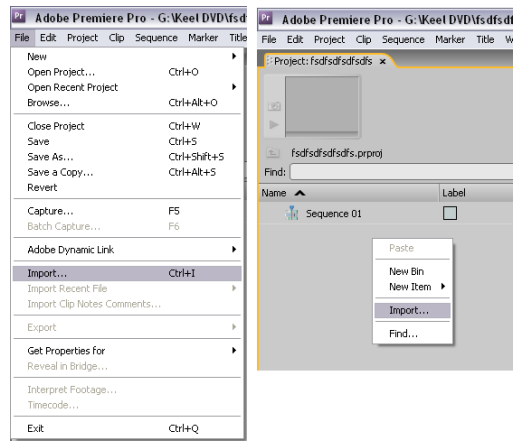 Pr Adobe Premiere Pro - G:\Keel DVD\fsd
File Edit Project Clip Sequence Marker Title
New
Open Project... Ctrl+O
Open Recent Project
Browse... Ctrl+Alt+O
Close Project Ctrl+W
Save Ctrl+S
Save As... Ctrl+Shift+S
Save a Copy... Ctrl+Alt+S
Revert
Capture... F5
Batch Capture... F6
Adobe Dynamic Link
Import... Ctrl+I
Import Recent File
Import Clip Notes Comments...
Export
Get Properties for
Reveal in Bridge...
Interpret Footage...
Timecode...
Exit Ctrl+Q
Pr Adobe Premiere Pro - G:\Keel DVD\fsdfsdf
File Edit Project Clip Sequence Marker Title W
Project: fsdfsdfsdfsdfs x
fsdfsdfsdfsdfs.prproj
Find:
Name Label
Sequence 01
Paste
New Bin
New Item
Import...
Find...